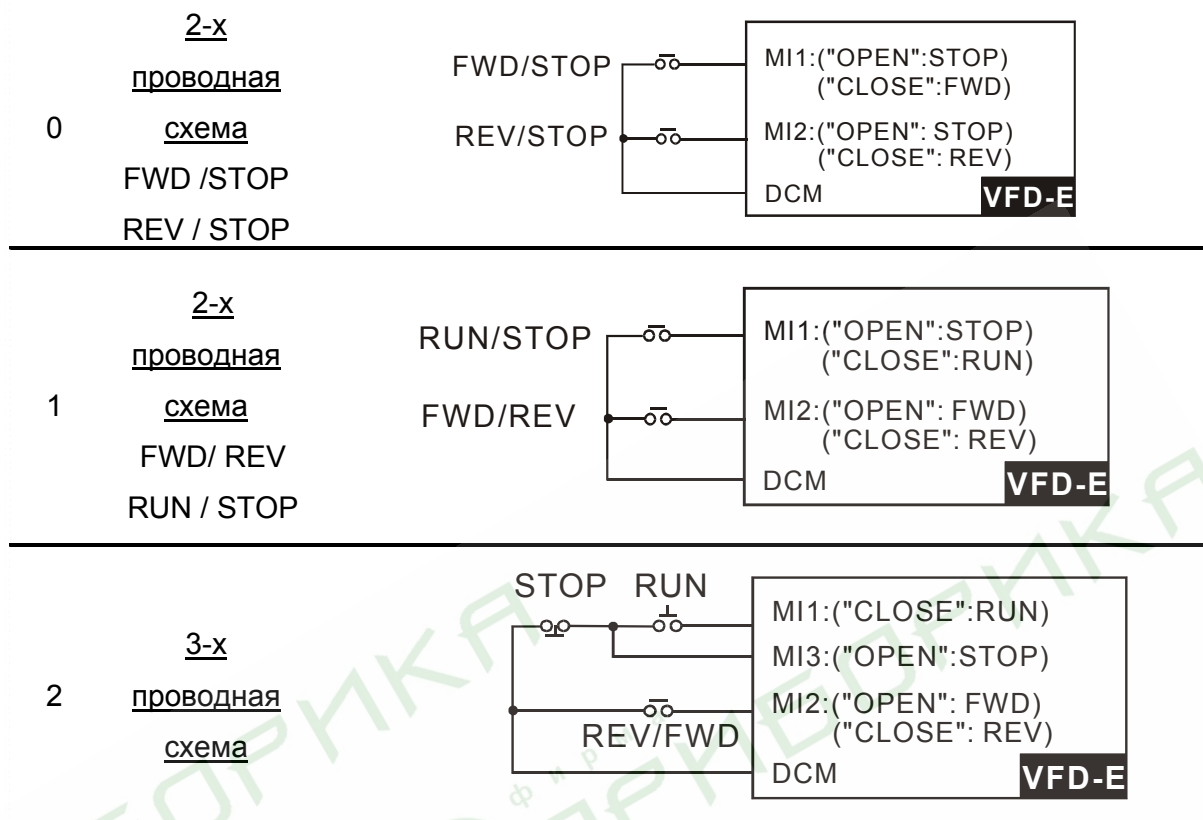 0
2-х
проводная
схема
FWD /STOP
REV / STOP
FWD/STOP
REV/STOP
MI1:("OPEN":STOP)
("CLOSE":FWD)
MI2:("OPEN": STOP)
("CLOSE": REV)
DCM
VFD-E
1
2-х
проводная
схема
FWD/ REV
RUN / STOP
RUN/STOP
FWD/REV
MI1:("OPEN":STOP)
("CLOSE":RUN)
MI2:("OPEN": FWD)
("CLOSE": REV)
DCM
VFD-E
2
3-х
проводная
схема
STOP RUN
REV/FWD
MI1:("CLOSE":RUN)
MI3:("OPEN":STOP)
MI2:("OPEN": FWD)
("CLOSE": REV)
DCM
VFD-E